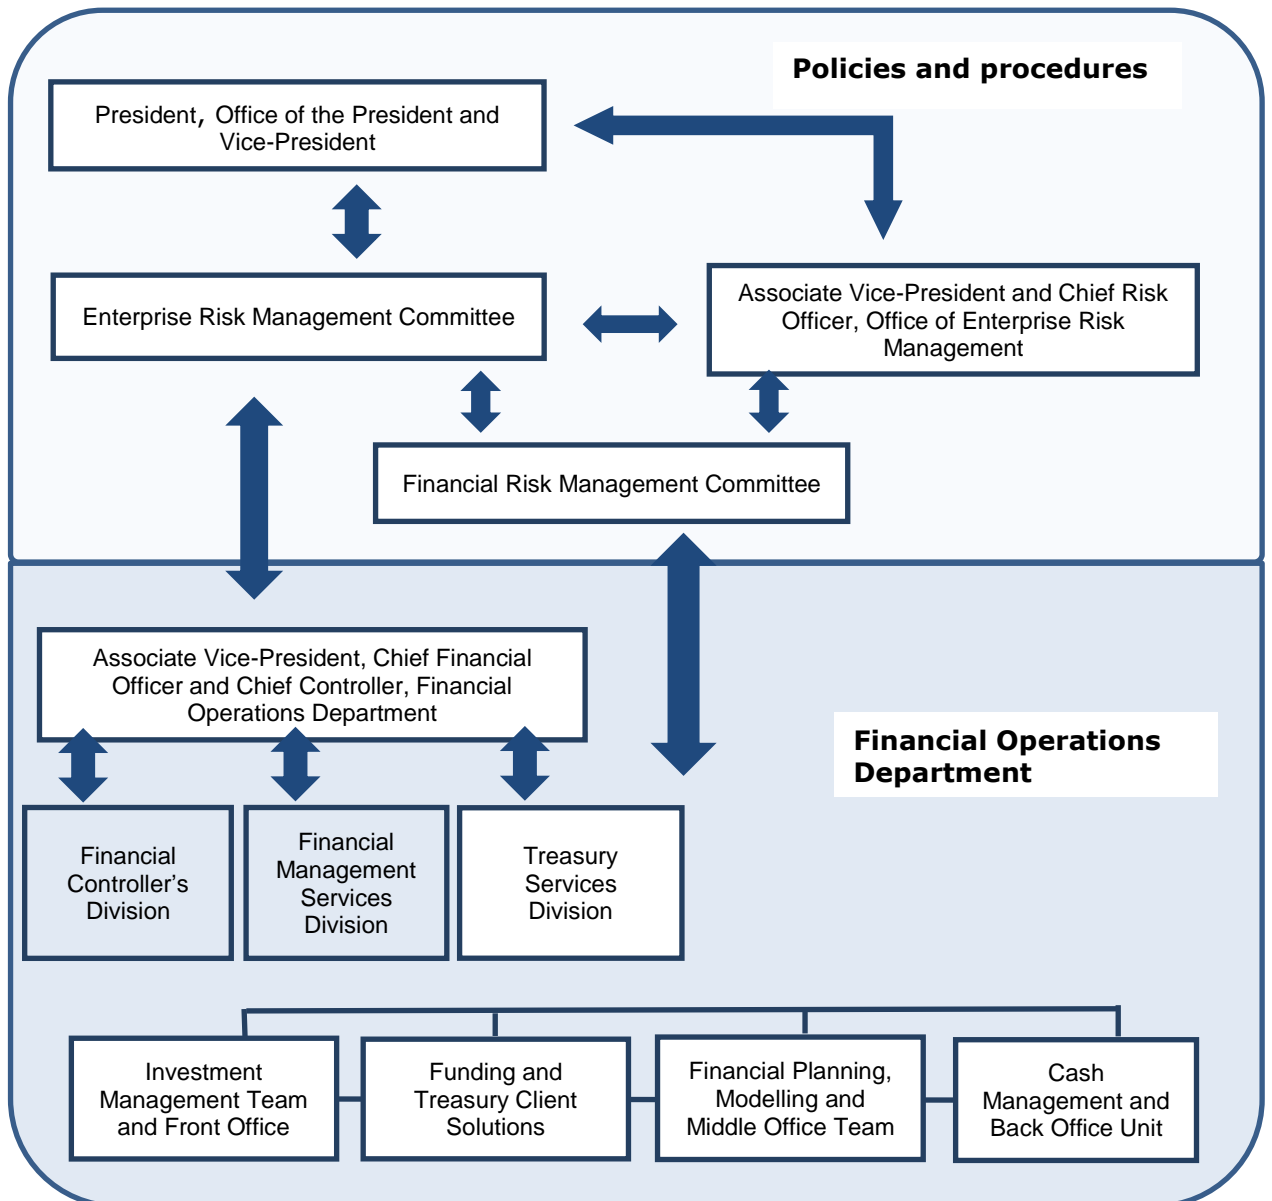 Policies and procedures
President, Office of the President and
Vice-President
Enterprise Risk Management Committee
Associate Vice-President and Chief Risk
Officer, Office of Enterprise Risk
Management
Financial Risk Management Committee
Associate Vice-President, Chief Financial
Officer and Chief Controller, Financial
Operations Department
Financial Operations
Department
Financial
Controller’s
Division
Financial
Management
Services
Division
Treasury
Services
Division
Investment
Management Team
and Front Office
Funding and
Treasury Client
Solutions
Financial Planning,
Modelling and
Middle Office Team
Cash
Management and
Back Office Unit